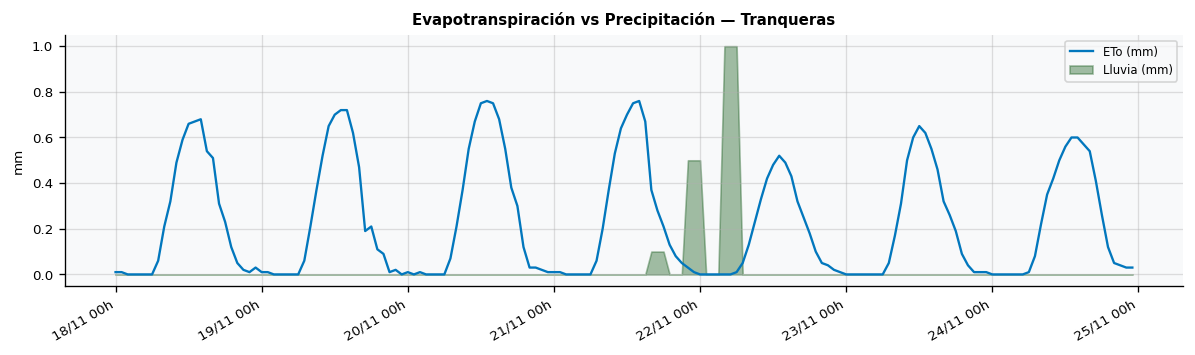 Evapotranspiración vs Precipitación — Tranqueras
ETo (mm)
Lluvia (mm)
mm
1.0
0.8
0.6
0.4
0.2
0.0
18/11 00h
19/11 00h
20/11 00h
21/11 00h
22/11 00h
23/11 00h
24/11 00h
25/11 00h